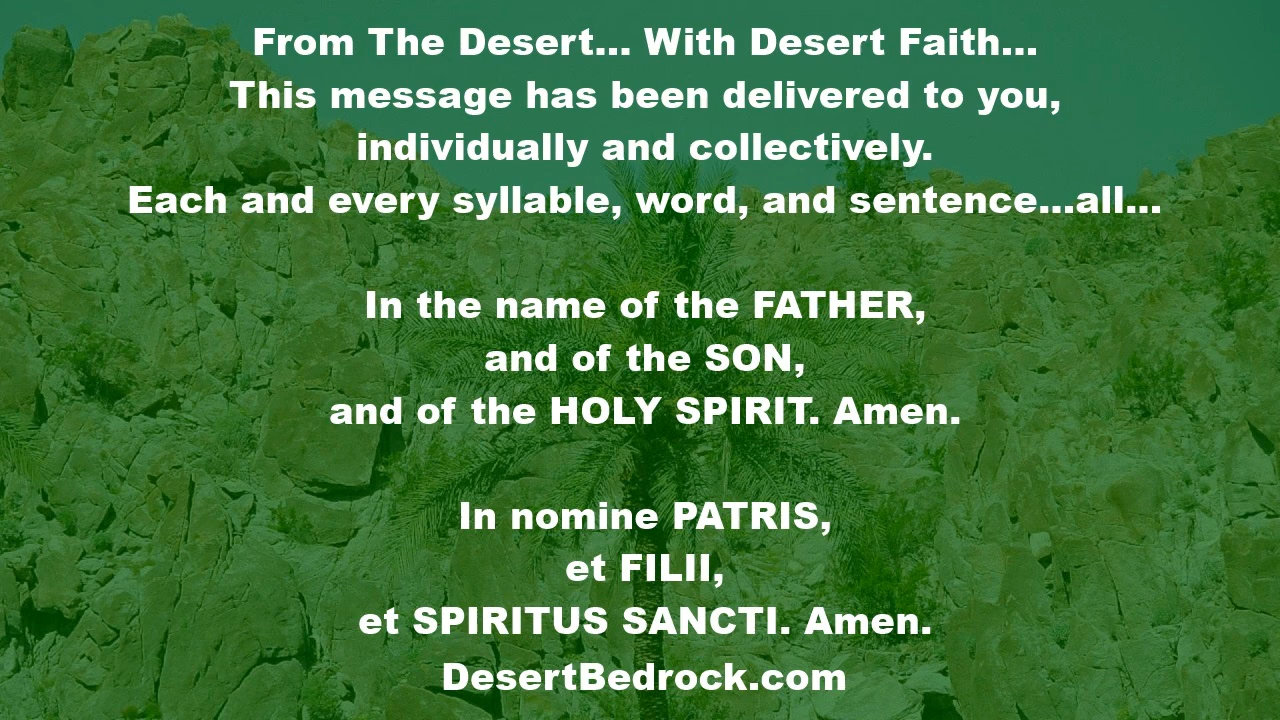 From The Desert... With Desert Faith...
This message has been delivered to you,
individually and collectively.
Each and every syllable, word, and sentence...all...
In the name of the FATHER,
and of the SON,
and of the HOLY SPIRIT. Amen.
In nomine PATRIS,
et FILII,
et SPIRITUS SANCTI. Amen.
DesertBedrock.com